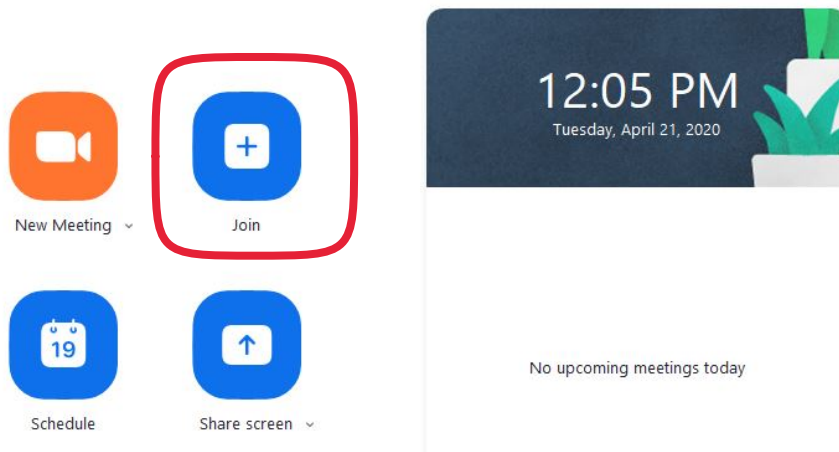 New Meeting
Join
19
Schedule
Share screen
12:05 PM
Tuesday, April 21, 2020
No upcoming meetings today